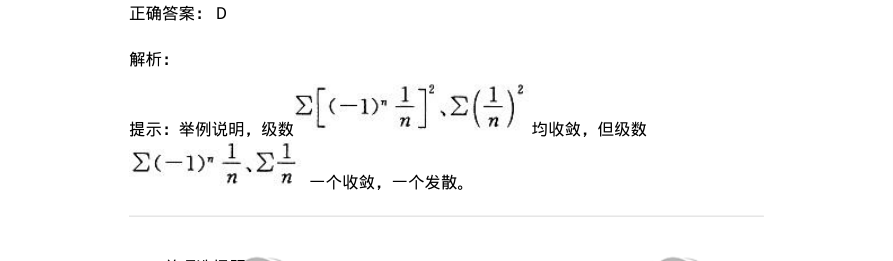 正确答案： D
解析：
提示：举例说明，级数 Σ[(−1)ⁿ 1/n]²、Σ(1/n)² 均收敛，但级数
Σ(−1)ⁿ 1/n、Σ1/n 一个收敛，一个发散。